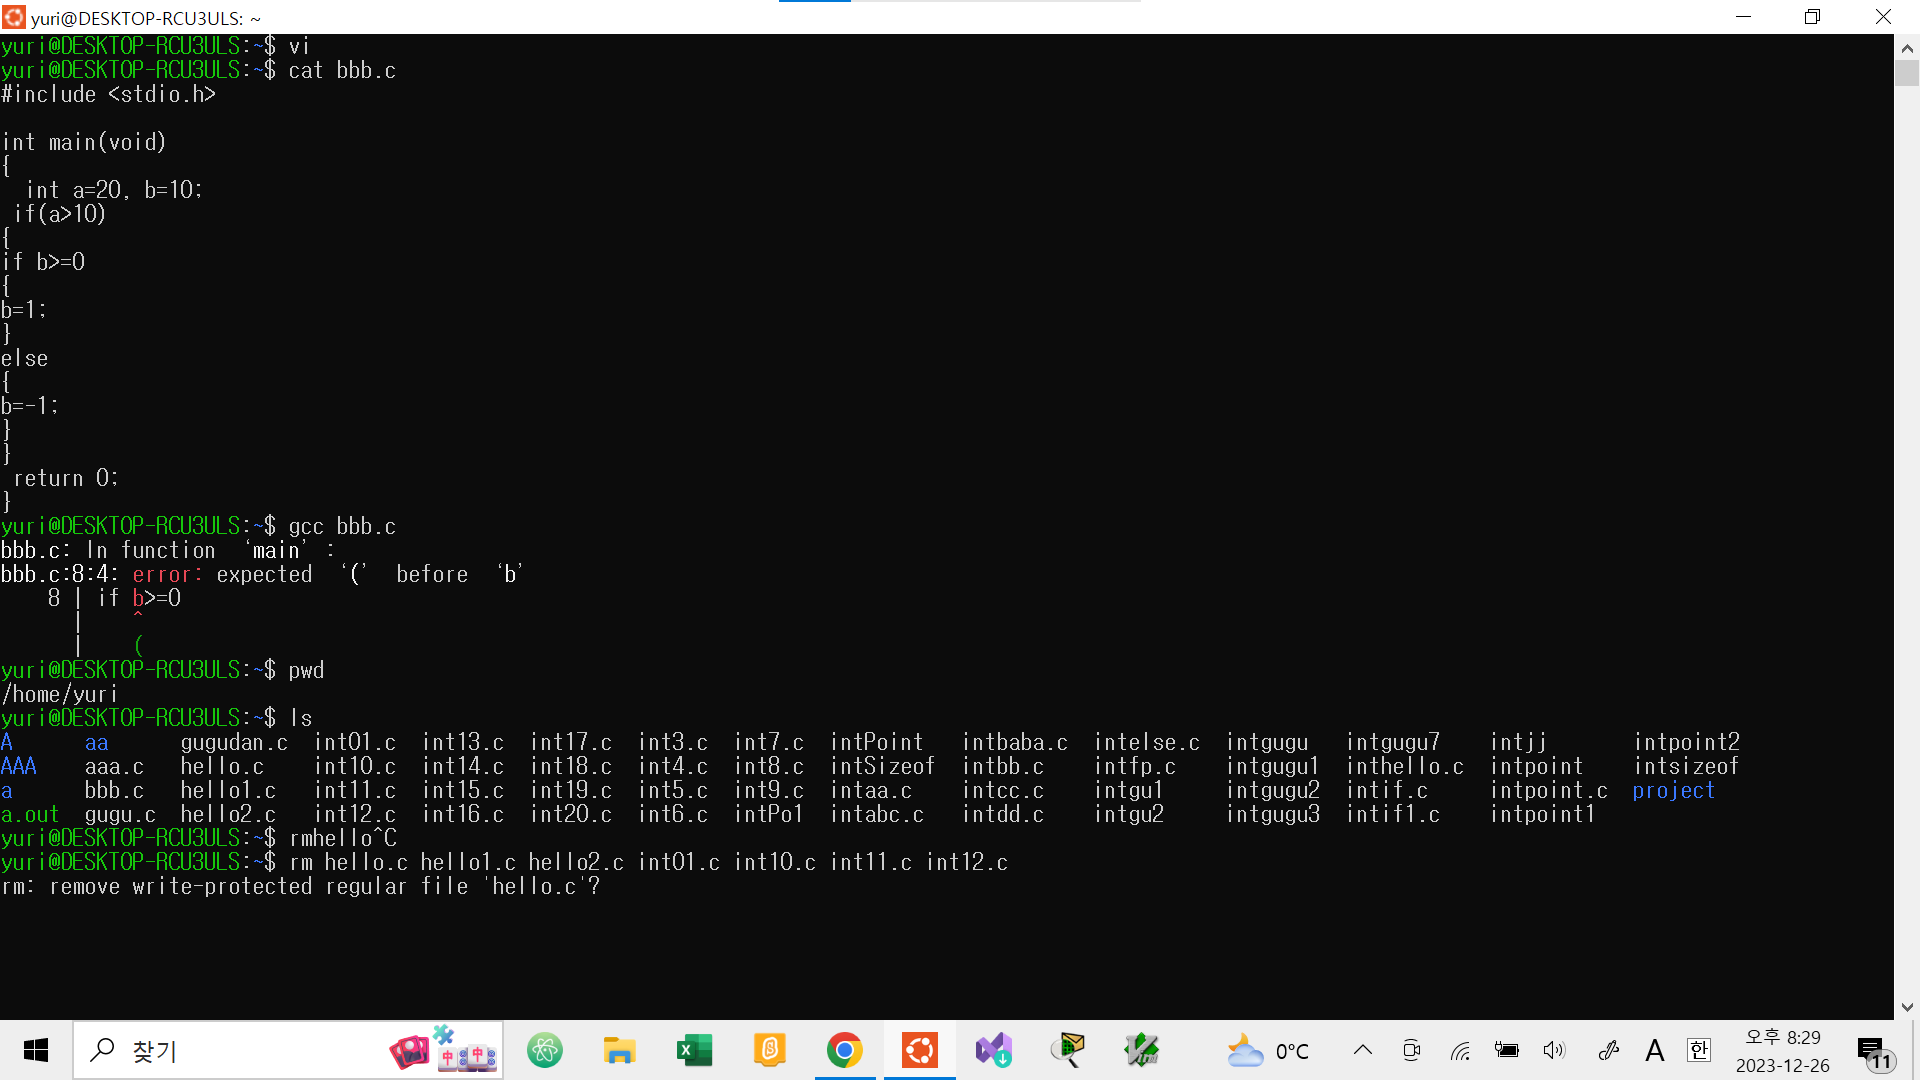 yuri@DESKTOP-RCU3ULS: ~
yuri@DESKTOP-RCU3ULS:~$ vi
yuri@DESKTOP-RCU3ULS:~$ cat bbb.c
#include <stdio.h>
int main(void)
{
int a=20, b=10;
if(a>10)
{
if b>=0
{
b=1;
}
else
{
b=-1;
}
}
return 0;
}
yuri@DESKTOP-RCU3ULS:~$ gcc bbb.c
bbb.c: In function ‘main’:
bbb.c:8:4: error: expected ‘(’ before ‘b’
8 | if b>=0
| ^
| (
yuri@DESKTOP-RCU3ULS:~$ pwd
/home/yuri
yuri@DESKTOP-RCU3ULS:~$ ls
A aa gugudan.c int01.c int13.c int17.c int3.c int7.c intPoint intbaba.c intelse.c intgugu intgugu7 intjj intpoint2
AAA aaa.c hello.c int10.c int14.c int18.c int4.c int8.c intSizeof intbb.c intfp.c intgugu1 inthello.c intpoint intsizeof
a bbb.c hello1.c int11.c int15.c int19.c int5.c int9.c intaa.c intcc.c intgu1 intgugu2 intif.c intpoint.c project
a.out gugu.c hello2.c int12.c int16.c int20.c int6.c intPo1 intabc.c intdd.c intgu2 intgugu3 intif1.c intpoint1
yuri@DESKTOP-RCU3ULS:~$ rmhello^C
yuri@DESKTOP-RCU3ULS:~$ rm hello.c hello1.c hello2.c int01.c int10.c int11.c int12.c
rm: remove write-protected regular file 'hello.c'?
찾기
0°C
A
한
오후 8:29
2023-12-26
11